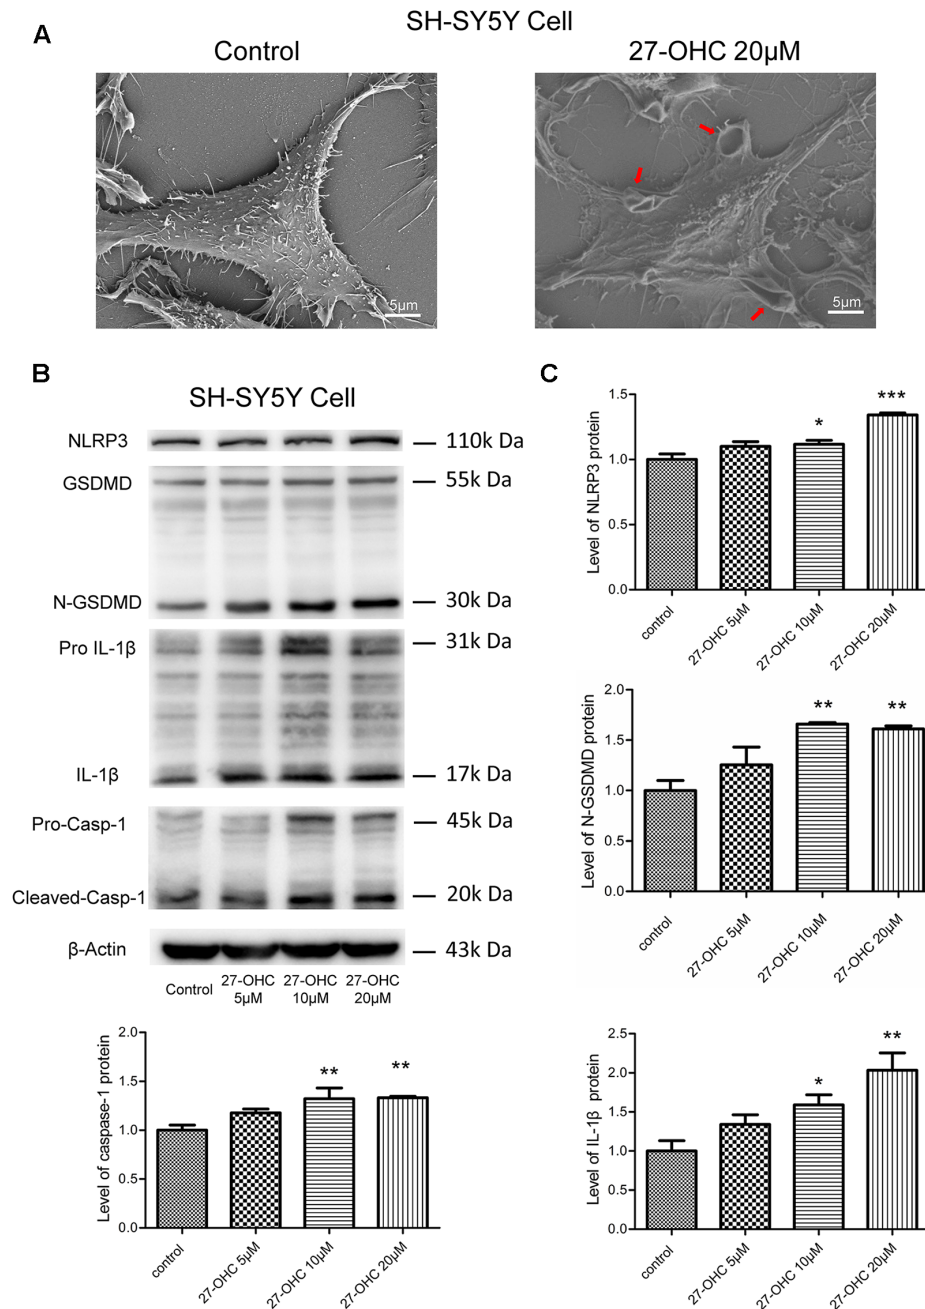 SH-SY5Y Cell
A
Control
27-OHC 20μM
5μm
5μm
B
SH-SY5Y Cell
NLRP3
110k Da
GSDMD
55k Da
N-GSDMD
30k Da
Pro IL-1β
31k Da
IL-1β
17k Da
Pro-Casp-1
45k Da
Cleaved-Casp-1
20k Da
β-Actin
43k Da
Control
27-OHC
5μM
27-OHC
10μM
27-OHC
20μM
C
Level of NLRP3 protein
1.5
1.0
0.5
0.0
*
***
control
27-OHC 5μM
27-OHC 10μM
27-OHC 20μM
Level of N-GSDMD protein
2.0
1.5
1.0
0.5
0.0
**
**
control
27-OHC 5μM
27-OHC 10μM
27-OHC 20μM
Level of caspase-1 protein
2.0
1.5
1.0
0.5
0.0
**
**
control
27-OHC 5μM
27-OHC 10μM
27-OHC 20μM
Level of IL-1β protein
2.5
2.0
1.5
1.0
0.5
0.0
*
**
control
27-OHC 5μM
27-OHC 10μM
27-OHC 20μM